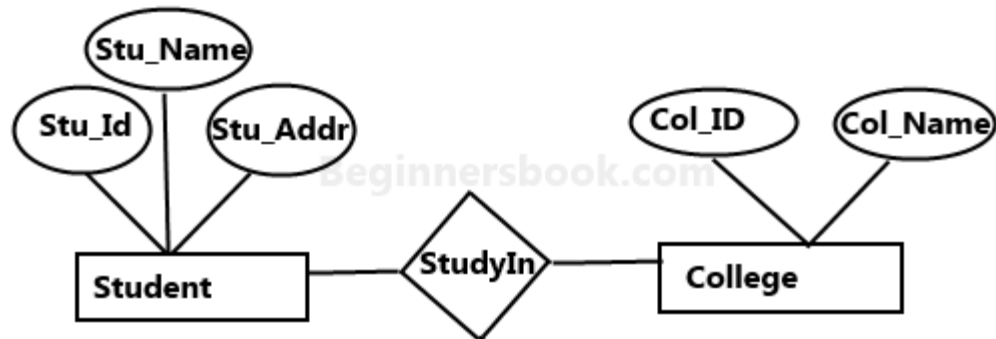 Stu_Name
Stu_Id
Stu_Addr
Col_ID
Col_Name
Beginnersbook.com
StudyIn
Student
College